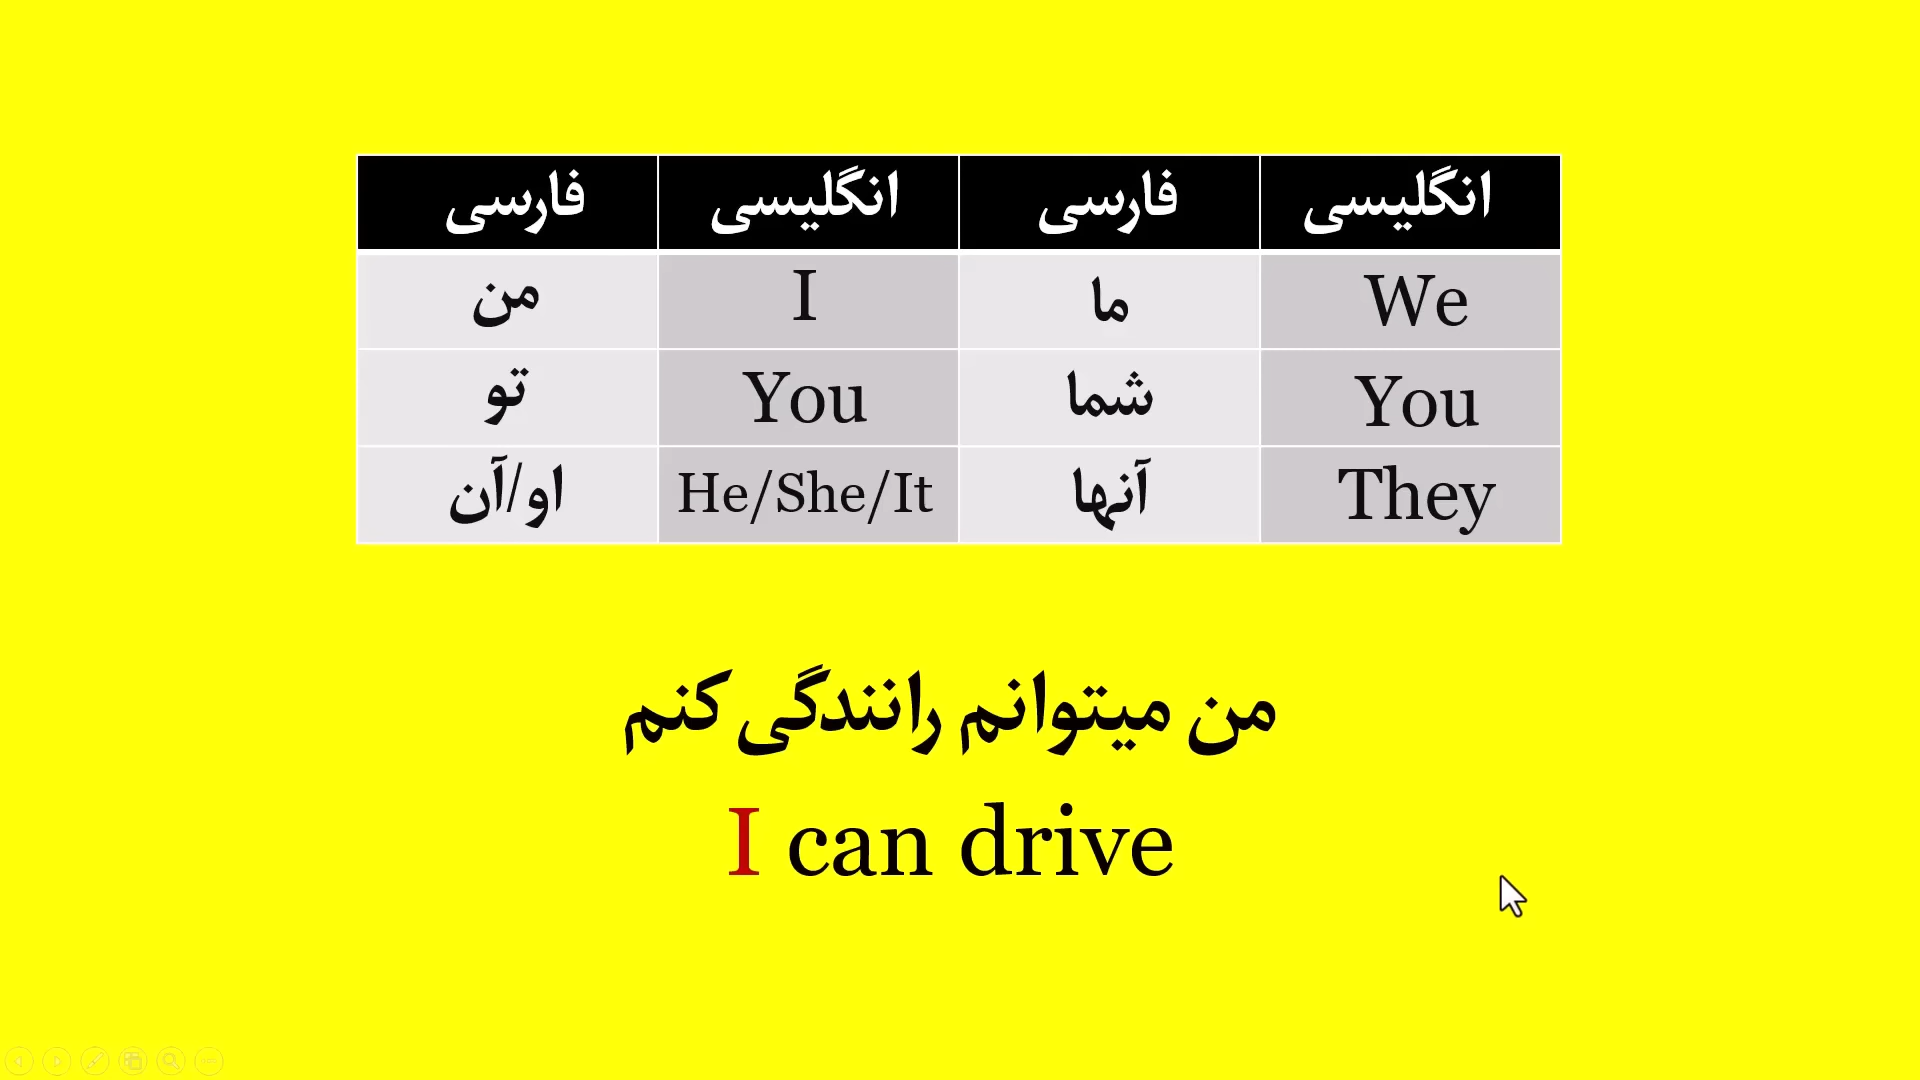 فارسی انگلیسی فارسی انگلیسی
من I ما We
تو You شما You
او/آن He/She/It آنها They
من میتوانم رانندگی کنم
I can drive